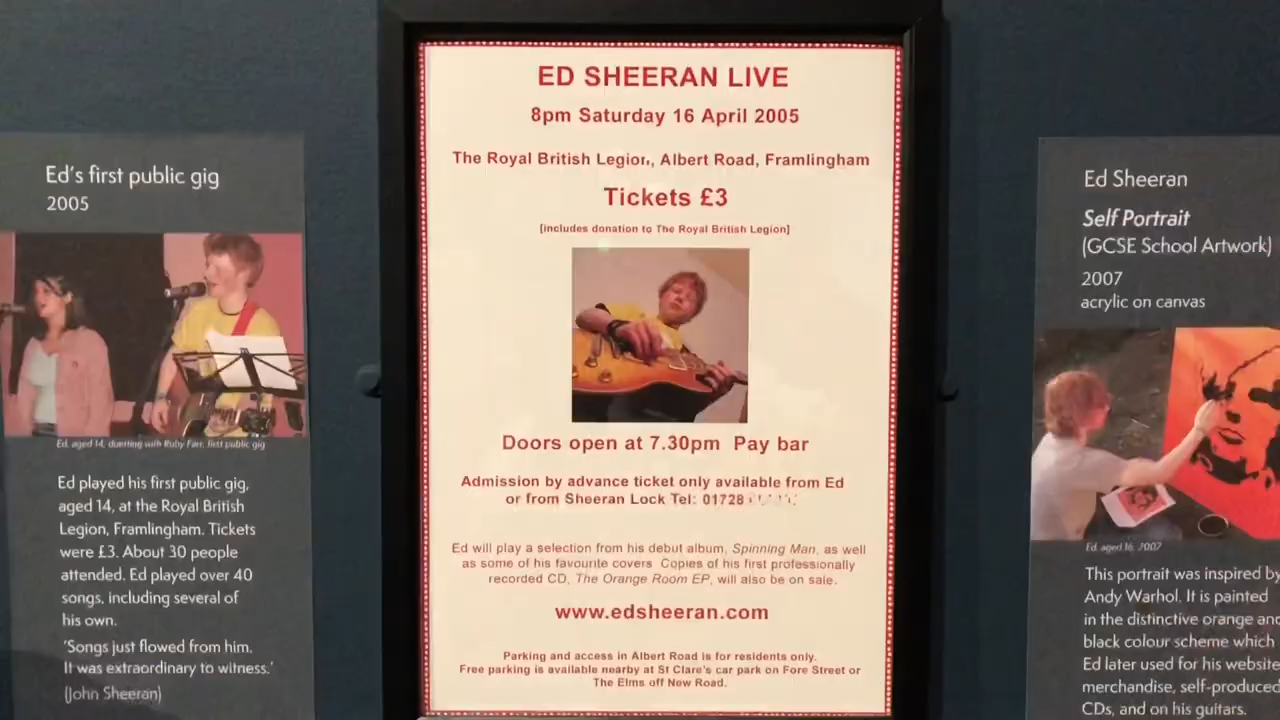 Ed's first public gig
2005
Ed, aged 14, duetting with Ruby Farr, first public gig
Ed played his first public gig,
aged 14, at the Royal British
Legion, Framlingham. Tickets
were £3. About 30 people
attended. Ed played over 40
songs, including several of
his own.
'Songs just flowed from him.
It was extraordinary to witness.'
(John Sheeran)
ED SHEERAN LIVE
8pm Saturday 16 April 2005
The Royal British Legion, Albert Road, Framlingham
Tickets £3
[includes donation to The Royal British Legion]
Doors open at 7.30pm Pay bar
Admission by advance ticket only available from Ed
or from Sheeran Lock Tel: 01728
Ed will play a selection from his debut album, Spinning Man, as well
as some of his favourite covers Copies of his first professionally
recorded CD, The Orange Room EP, will also be on sale.
www.edsheeran.com
Parking and access in Albert Road is for residents only.
Free parking is available nearby at St Clare's car park on Fore Street or
The Elms off New Road.
Ed Sheeran
Self Portrait
(GCSE School Artwork)
2007
acrylic on canvas
Ed, aged 16, 2007
This portrait was inspired by
Andy Warhol. It is painted
in the distinctive orange and
black colour scheme which
Ed later used for his website
merchandise, self-produced
CDs, and on his guitars.